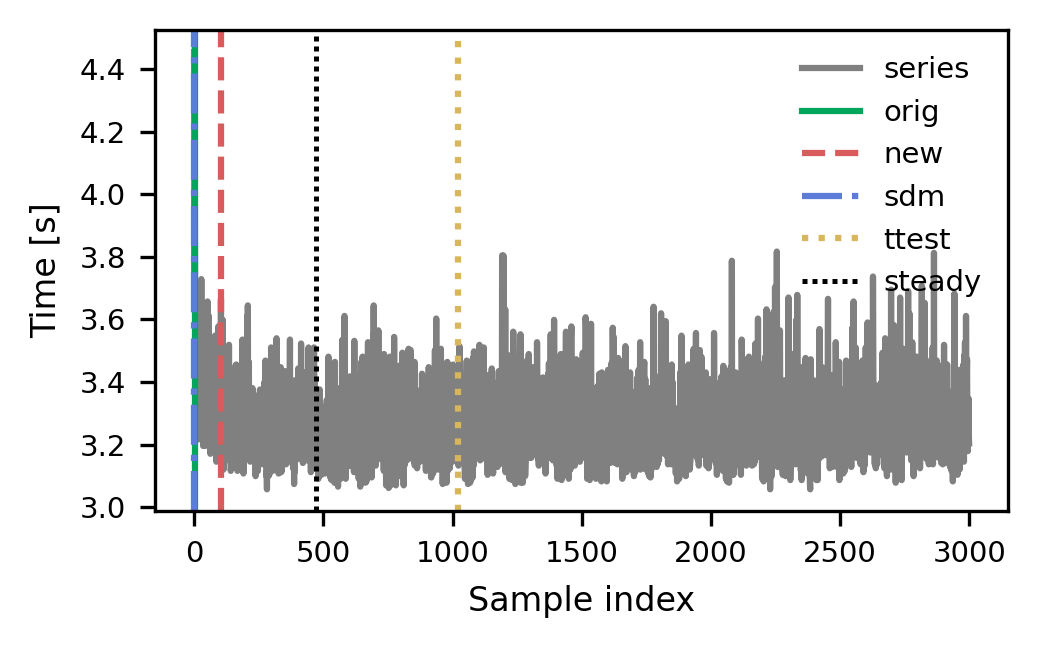 4.4
4.2
4.0
3.8
3.6
3.4
3.2
3.0
Time [s]
series
orig
new
sdm
ttest
steady
0 500 1000 1500 2000 2500 3000
Sample index